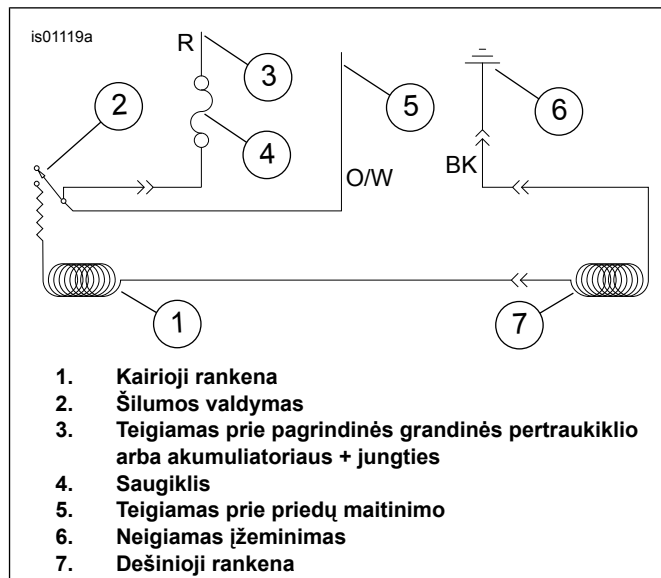 is01119a
R
3
2
5
6
4
O/W
BK
1
7
1. Kairioji rankena
2. Šilumos valdymas
3. Teigiamas prie pagrindinės grandinės pertraukiklio
arba akumuliatoriaus + jungties
4. Saugiklis
5. Teigiamas prie priedų maitinimo
6. Neigiamas įžeminimas
7. Dešinioji rankena